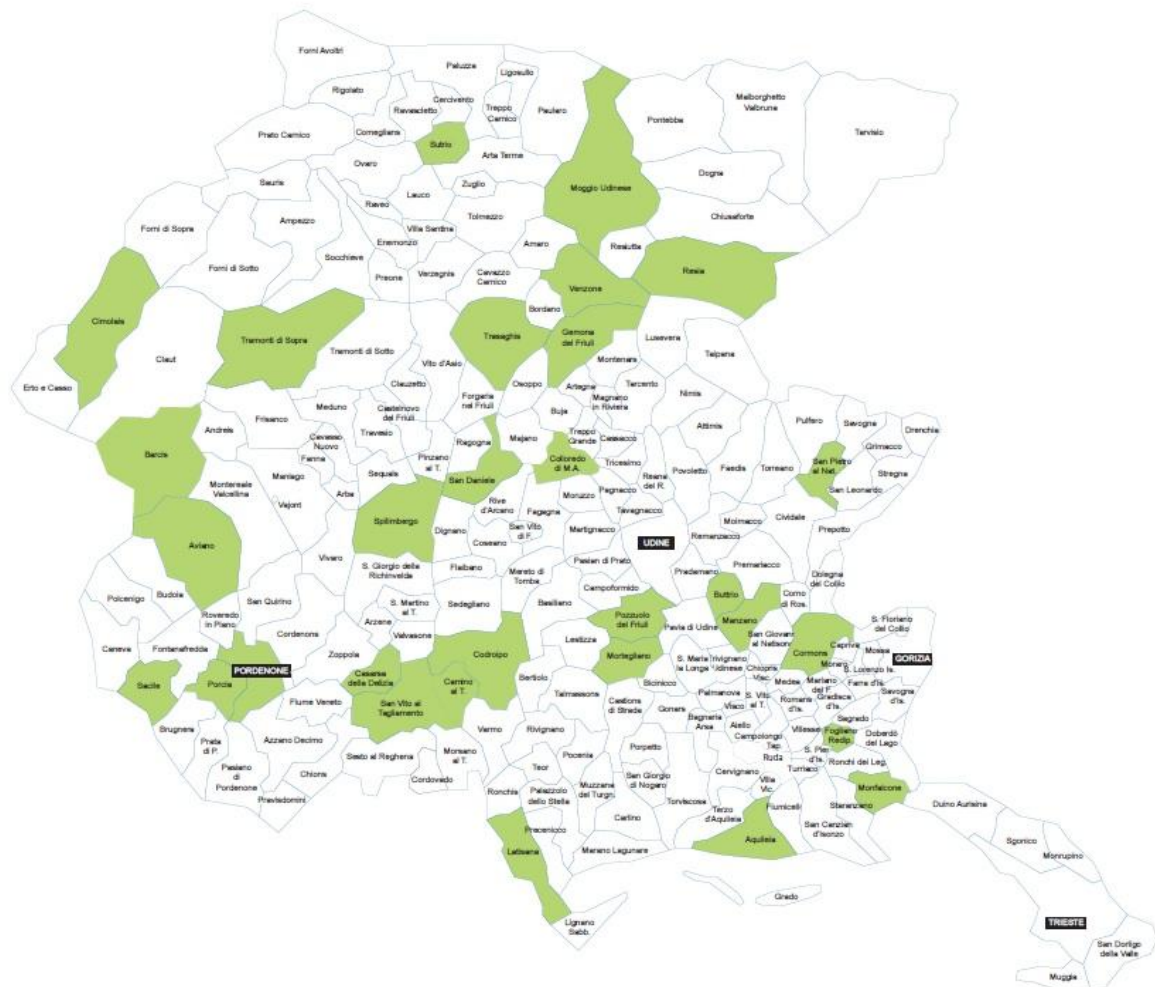 Forni Avoltri
Paluzza
Ligosullo
Rigolato
Cercivento
Ravascletto
Treppo
Carnico
Paularo
Pontebba
Malborghetto
Valbruna
Tarvisio
Prato Carnico
Comeglians
Sutrio
Arta Terme
Ovaro
Sauris
Lauco
Zuglio
Moggio Udinese
Dogna
Raveo
Ampezzo
Tolmezzo
Chiusaforte
Forni di Sopra
Villa Santina
Enemonzo
Amaro
Resiutta
Forni di Sotto
Socchieve
Preone
Verzegnis
Cavazzo
Carnico
Resia
Venzone
Bordano
Cimolais
Tramonti di Sopra
Trasaghis
Gemona
del Friuli
Lusevera
Taipana
Claut
Tramonti di Sotto
Vito d'Asio
Montenars
Erto e Casso
Clauzetto
Osoppo
Artegna
Tarcento
Nimis
Forgaria
nel Friuli
Magnano
in Riviera
Meduno
Castelnovo
del Friuli
Buja
Frisanco
Andreis
Travesio
Ragogna
Majano
Treppo
Grande
Cassacco
Attimis
Pulfero
Savogna
Drenchia
Grimacco
Cavasso
Nuovo
Fanna
Barcis
Pinzano
al T.
Colloredo
di M.A.
Tricesimo
San Pietro
al Nat.
Stregna
Maniago
Sequals
San Daniele
Reana
del R.
Povoletto
Faedis
Torreano
San Leonardo
Montereale
Valcellina
Arba
Pagnacco
Moruzzo
Rive
d'Arcano
Fagagna
Tavagnacco
Vajont
Spilimbergo
Dignano
San Vito
di F.
Martignacco
Moimacco
Cividale
Prepotto
Aviano
Coseano
UDINE
Remanzacco
Vivaro
S. Giorgio della
Richinvelda
Flaibano
Mereto di
Tomba
Pasian di Prato
Pradamano
Premariacco
Dolegna
del Collio
Campoformido
Polcenigo
Budoia
San Quirino
S. Martino
al T.
Sedegliano
Basiliano
Buttrio
Corno
di Ros.
Roveredo
in Piano
Arzene
Valvasone
Pozzuolo
del Friuli
Manzano
S. Floriano
del Collio
Cordenons
Pavia di Udine
San Giovanni
al Natisone
Caneva
Fontanafredda
Zoppola
Codroipo
Lestizza
Mortegliano
Cormons
Capriva
Mossa
GORIZIA
PORDENONE
Casarsa
della Delizia
Camino
al T.
Bertiolo
S. Maria
la Longa
Trivignano
Udinese
Chiopris
Visc.
Moraro
S. Lorenzo Is.
Sacile
Porcia
Talmassons
Bicinicco
Medea
Mariano
del F.
Farra d'Is.
Fiume Veneto
San Vito al
Tagliamento
Castions
di Strada
Gonars
Palmanova
Visco
S. Vito
al T.
Romans
d'Is.
Gradisca
d'Is.
Savogna
d'Is.
Brugnera
Prata
di P.
Azzano Decimo
Varmo
Rivignano
Bagnaria
Arsa
Aiello
Campolongo
Tap.
Villesse
Sagrado
Fogliano
Redip.
Doberdò
del Lago
Pasiano
di
Pordenone
Sesto al Reghena
Morsano
al T.
Pocenia
Porpetto
Ruda
S. Pier
d'Is.
Ronchi dei Leg.
Chions
Cordovado
Teor
San Giorgio
di Nogaro
Cervignano
Villa
Vic.
Turriaco
Monfalcone
Pravisdomini
Ronchis
Palazzolo
dello Stella
Muzzana
del Turgn.
Torviscosa
Terzo
d'Aquileia
Fiumicello
Staranzano
Duino Aurisina
Carlino
San Canzian
d'Isonzo
Precenicco
Latisana
Marano Lagunare
Aquileia
Sgonico
Monrupino
Grado
Lignano
Sabb.
TRIESTE
San Dorligo
della Valle
Muggia